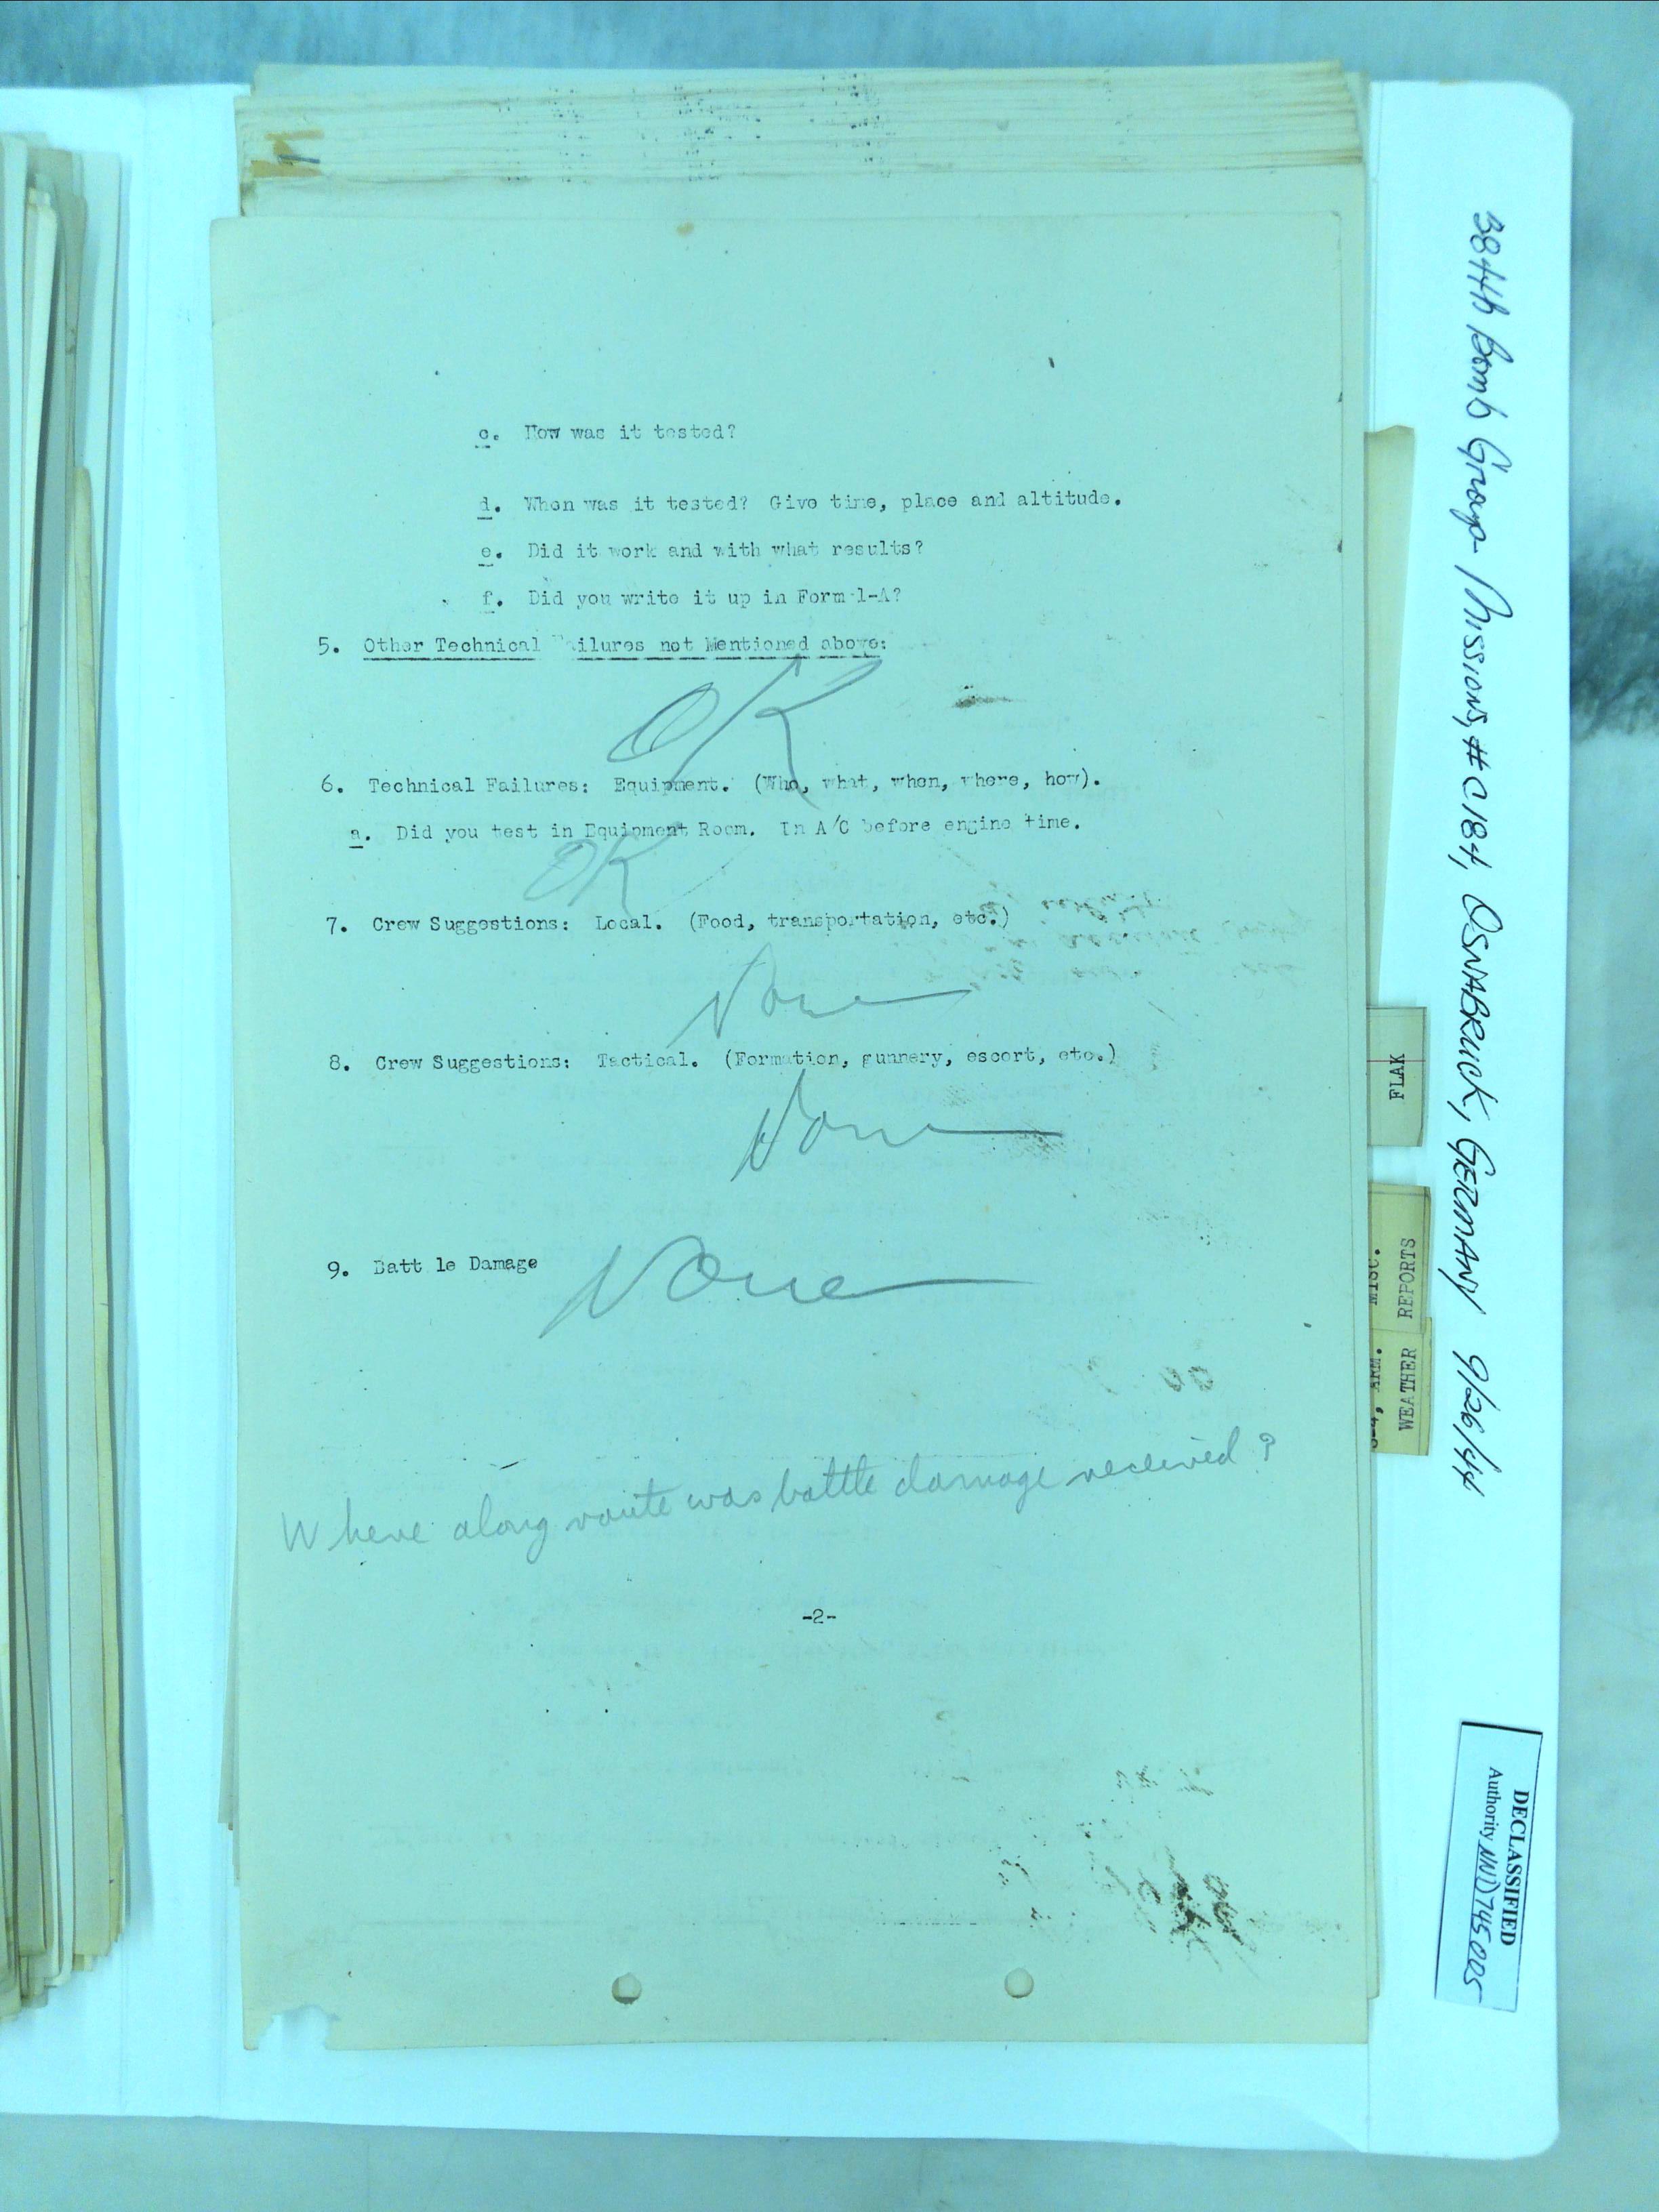 c. How was it tested?
d. When was it tested? Give time, place and altitude.
e. Did it work and with what results?
f. Did you write it up in Form 1-A?
5. Other Technical Failures not Mentioned above:
OK
6. Technical Failures: Equipment. (Who, what, when, where, how).
a. Did you test in Equipment Room. In A/C before engine time.
OK
7. Crew Suggestions: Local. (Food, transportation, etc.)
None
8. Crew Suggestions: Tactical. (Formation, gunnery, escort, etc.)
None
9. Batt le Damage
None
Where along route was battle damage received?
-2-
384th Bomb Group - Missions, #C184, OSNABRUCK, GERMANY 9/26/44
FLAK
MISC.
REPORTS
ARM.
WEATHER
DECLASSIFIED
Authority NND745005